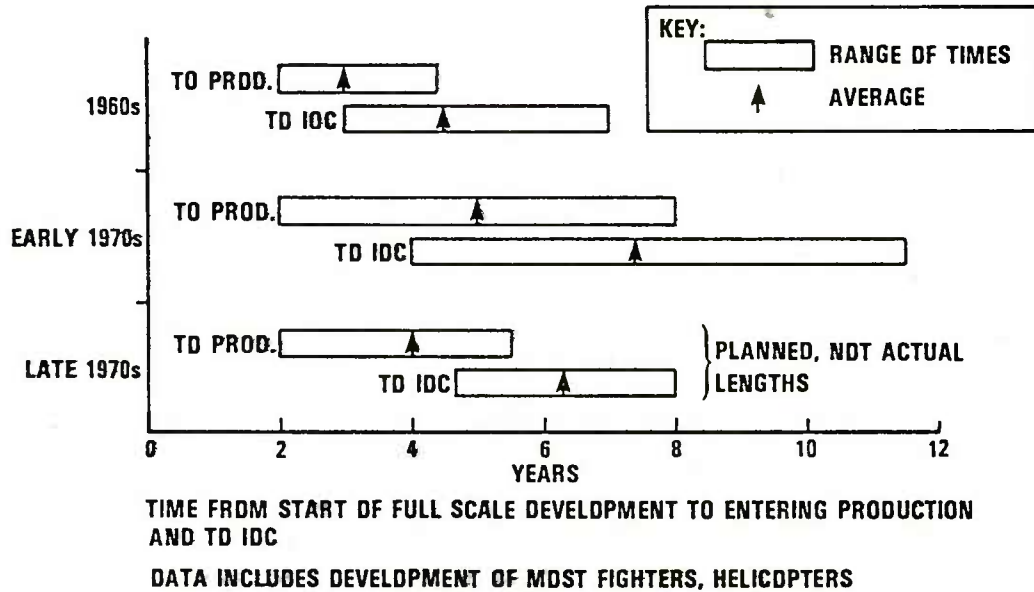 KEY:
RANGE OF TIMES
AVERAGE
1960s
TO PROD.
TO IOC
EARLY 1970s
TO PROD.
TO IOC
LATE 1970s
TO PROD.
TO IOC
PLANNED, NOT ACTUAL
LENGTHS
0 2 4 6 8 10 12
YEARS
TIME FROM START OF FULL SCALE DEVELOPMENT TO ENTERING PRODUCTION
AND TO IOC
DATA INCLUDES DEVELOPMENT OF MOST FIGHTERS, HELICOPTERS